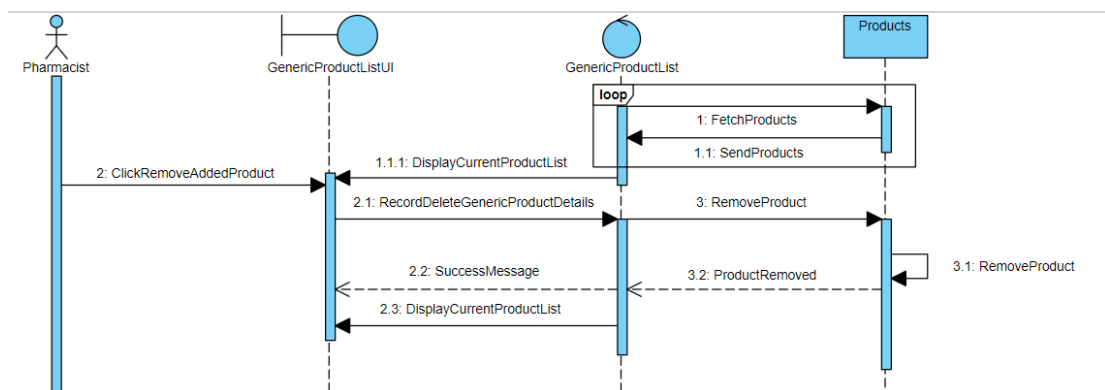 Products
Pharmacist
GenericProductListUI
GenericProductList
loop
1: FetchProducts
1.1: SendProducts
1.1.1: DisplayCurrentProductList
2: ClickRemoveAddedProduct
2.1: RecordDeleteGenericProductDetails
3: RemoveProduct
3.1: RemoveProduct
2.2: SuccessMessage
3.2: ProductRemoved
2.3: DisplayCurrentProductList